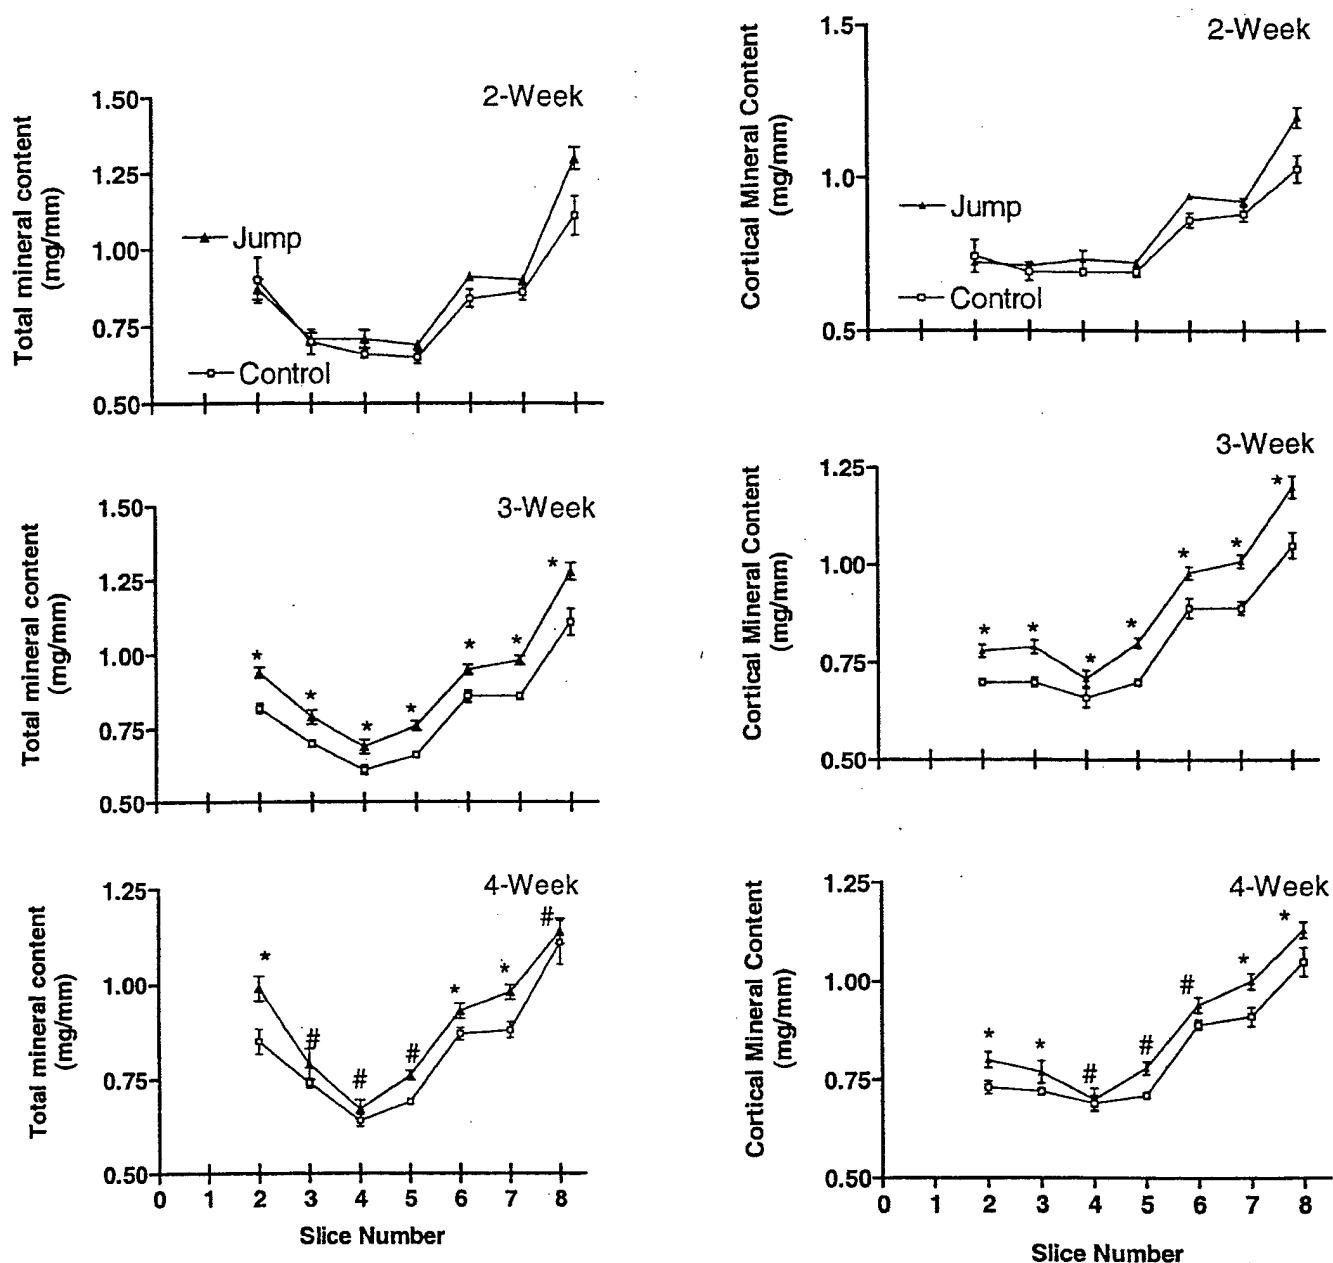 2-Week
Total mineral content
(mg/mm)
1.50
1.25
1.00
0.75
0.50
Jump
Control
2-Week
Cortical Mineral Content
(mg/mm)
1.5
1.0
0.5
Jump
Control
3-Week
Total mineral content
(mg/mm)
1.50
1.25
1.00
0.75
0.50
* * * * * * *
3-Week
Cortical Mineral Content
(mg/mm)
1.25
1.00
0.75
0.50
* * * * * * *
4-Week
Total mineral content
(mg/mm)
1.25
1.00
0.75
0.50
* # # # * * #
0 1 2 3 4 5 6 7 8
Slice Number
4-Week
Cortical Mineral Content
(mg/mm)
1.25
1.00
0.75
0.50
* * # # # * *
0 1 2 3 4 5 6 7 8
Slice Number